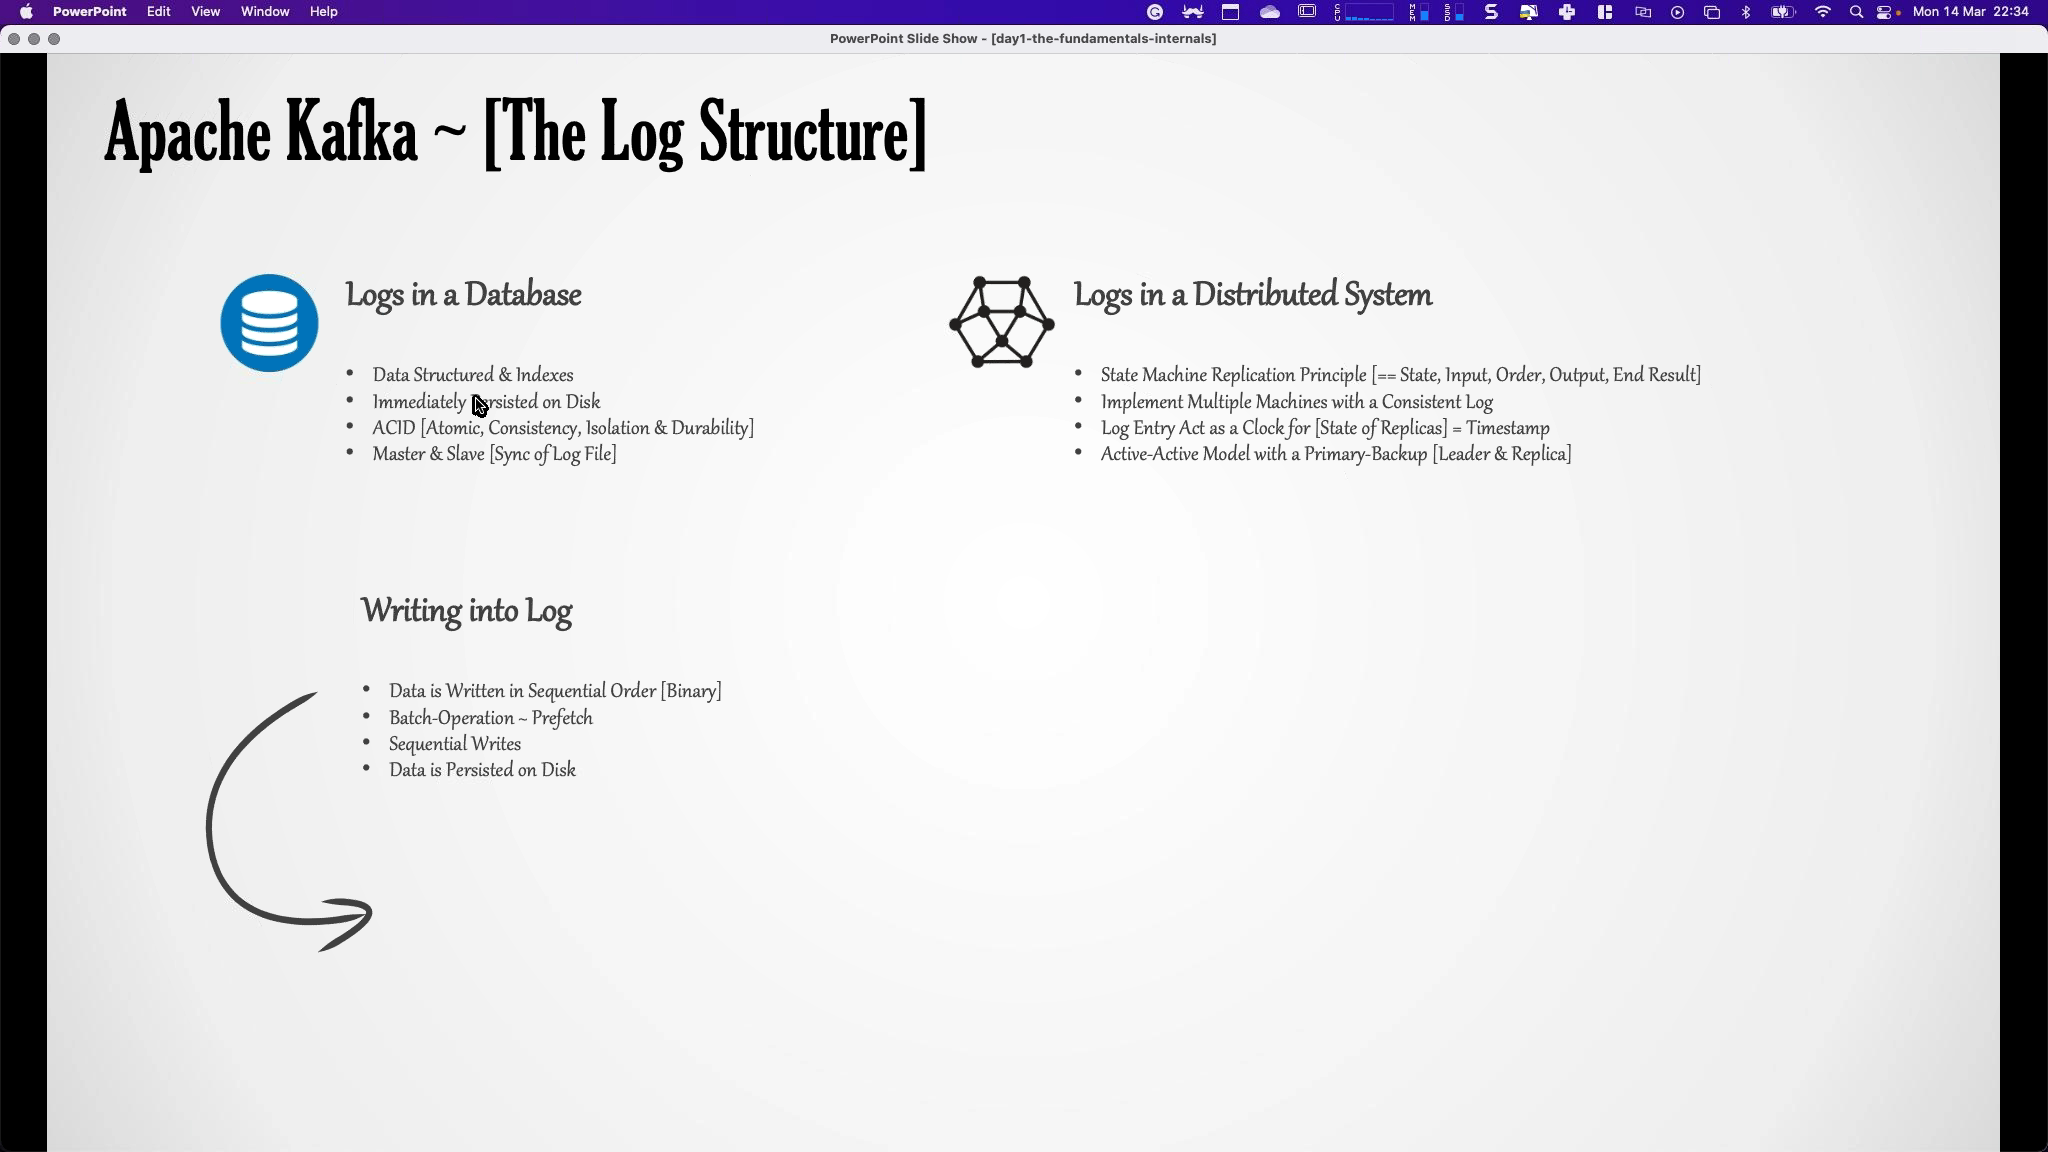 PowerPoint Edit View Window Help
CPU MEM SSD Mon 14 Mar 22:34
PowerPoint Slide Show - [day1-the-fundamentals-internals]
Apache Kafka ~ [The Log Structure]
Logs in a Database
• Data Structured & Indexes
• Immediately Persisted on Disk
• ACID [Atomic, Consistency, Isolation & Durability]
• Master & Slave [Sync of Log File]
Logs in a Distributed System
• State Machine Replication Principle [== State, Input, Order, Output, End Result]
• Implement Multiple Machines with a Consistent Log
• Log Entry Act as a Clock for [State of Replicas] = Timestamp
• Active-Active Model with a Primary-Backup [Leader & Replica]
Writing into Log
• Data is Written in Sequential Order [Binary]
• Batch-Operation ~ Prefetch
• Sequential Writes
• Data is Persisted on Disk